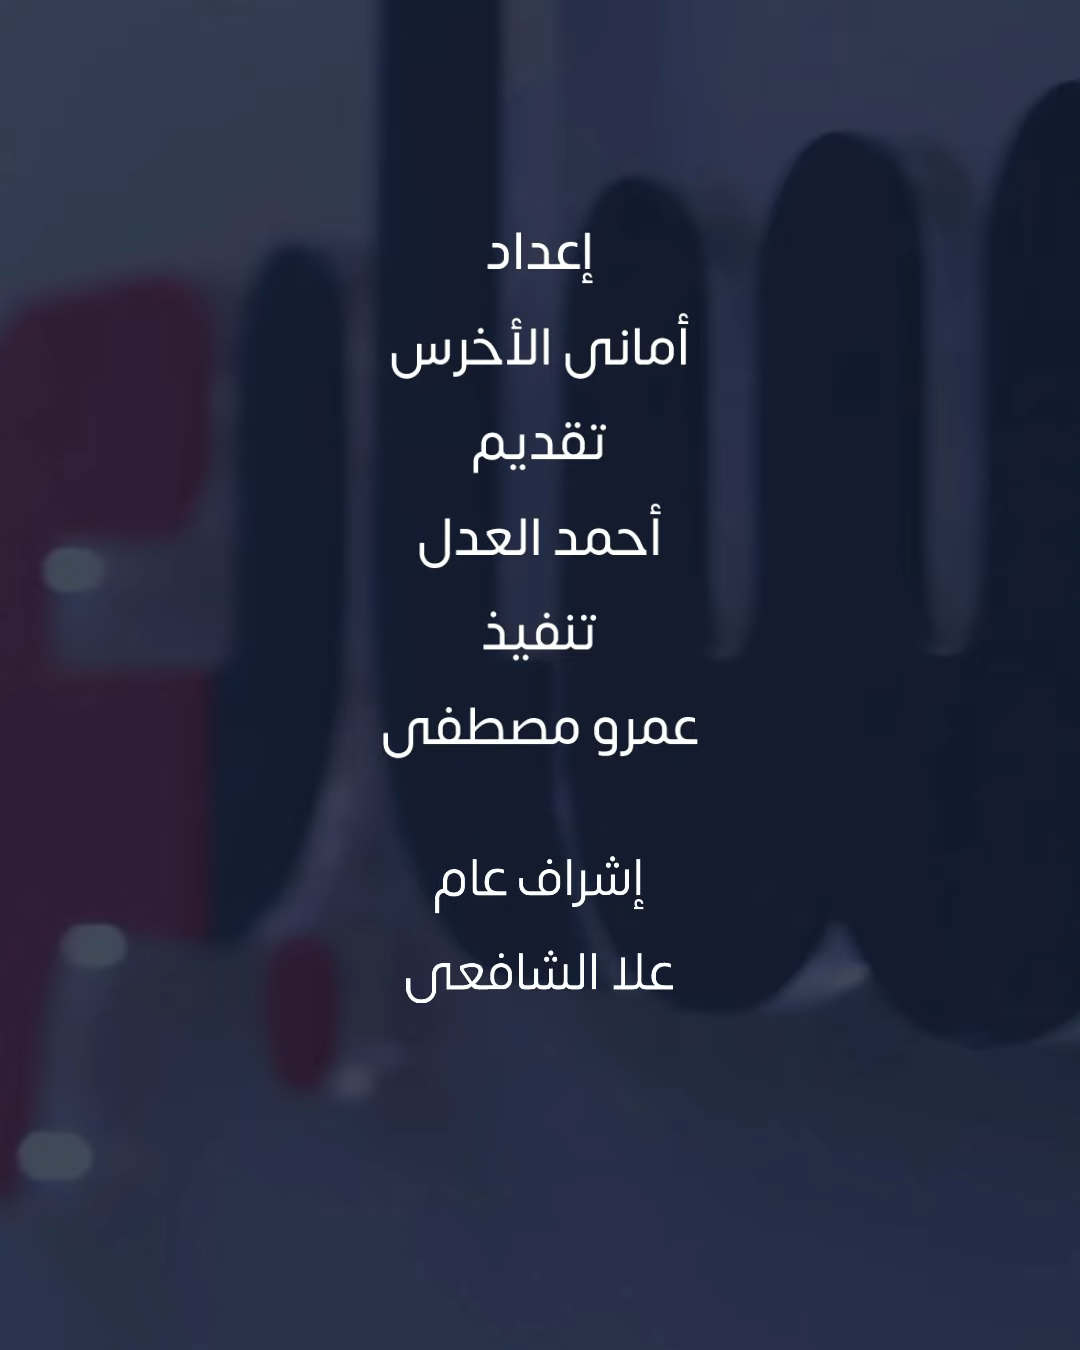 إعداد
أمانى الأخرس
تقديم
أحمد العدل
تنفيذ
عمرو مصطفى
إشراف عام
علا الشافعى